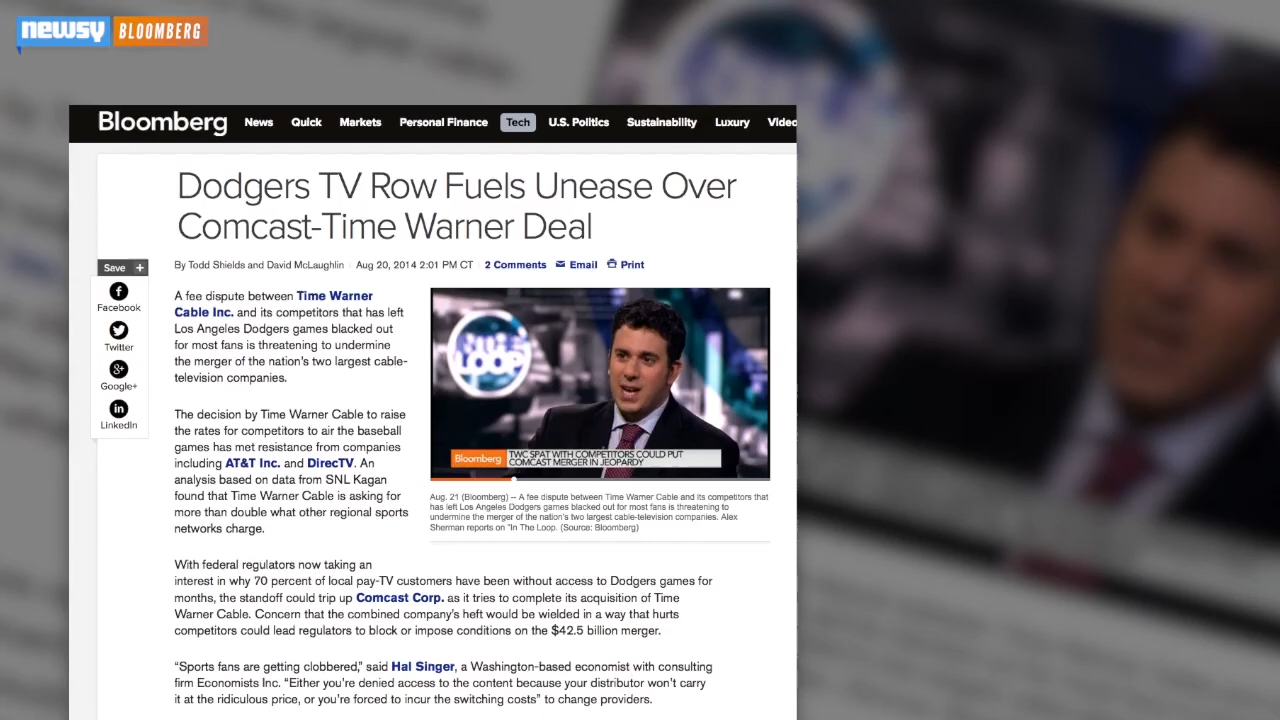 newsy BLOOMBERG
Bloomberg News Quick Markets Personal Finance Tech U.S. Politics Sustainability Luxury Video
Dodgers TV Row Fuels Unease Over
Comcast-Time Warner Deal
By Todd Shields and David McLaughlin Aug 20, 2014 2:01 PM CT 2 Comments Email Print
Save +
Facebook
Twitter
Google+
LinkedIn
A fee dispute between Time Warner
Cable Inc. and its competitors that has left
Los Angeles Dodgers games blacked out
for most fans is threatening to undermine
the merger of the nation's two largest cable-
television companies.
The decision by Time Warner Cable to raise
the rates for competitors to air the baseball
games has met resistance from companies
including AT&T Inc. and DirecTV. An
analysis based on data from SNL Kagan
found that Time Warner Cable is asking for
more than double what other regional sports
networks charge.
LOOP
Bloomberg
TWC SPAT WITH COMPETITORS COULD PUT
COMCAST MERGER IN JEOPARDY
Aug. 21 (Bloomberg) -- A fee dispute between Time Warner Cable and its competitors that
has left Los Angeles Dodgers games blacked out for most fans is threatening to
undermine the merger of the nation's two largest cable-television companies. Alex
Sherman reports on "In The Loop. (Source: Bloomberg)
With federal regulators now taking an
interest in why 70 percent of local pay-TV customers have been without access to Dodgers games for
months, the standoff could trip up Comcast Corp. as it tries to complete its acquisition of Time
Warner Cable. Concern that the combined company's heft would be wielded in a way that hurts
competitors could lead regulators to block or impose conditions on the $42.5 billion merger.
“Sports fans are getting clobbered,” said Hal Singer, a Washington-based economist with consulting
firm Economists Inc. “Either you're denied access to the content because your distributor won't carry
it at the ridiculous price, or you're forced to incur the switching costs” to change providers.